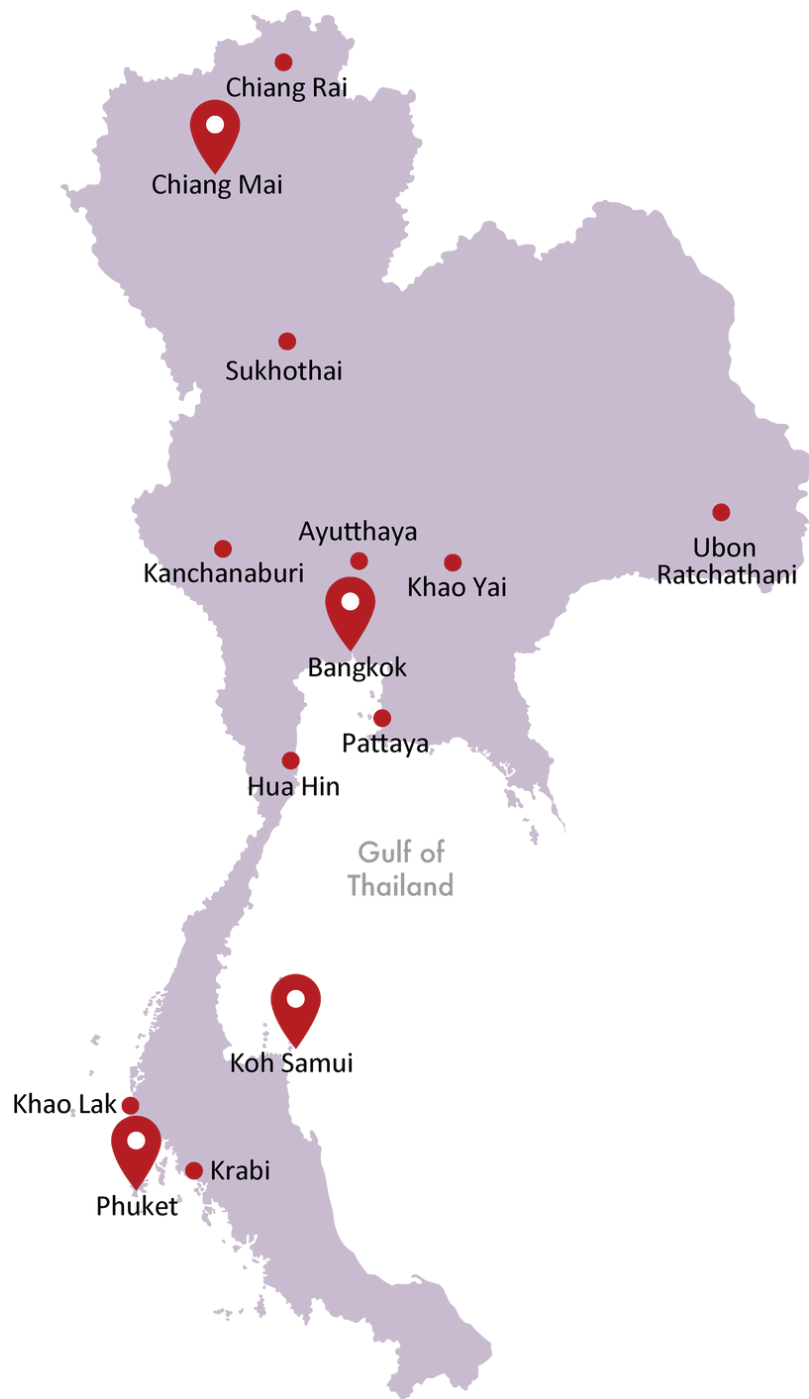 Chiang Rai
Chiang Mai
Sukhothai
Ayutthaya
Kanchanaburi
Khao Yai
Ubon
Ratchathani
Bangkok
Pattaya
Hua Hin
Gulf of
Thailand
Koh Samui
Khao Lak
Krabi
Phuket